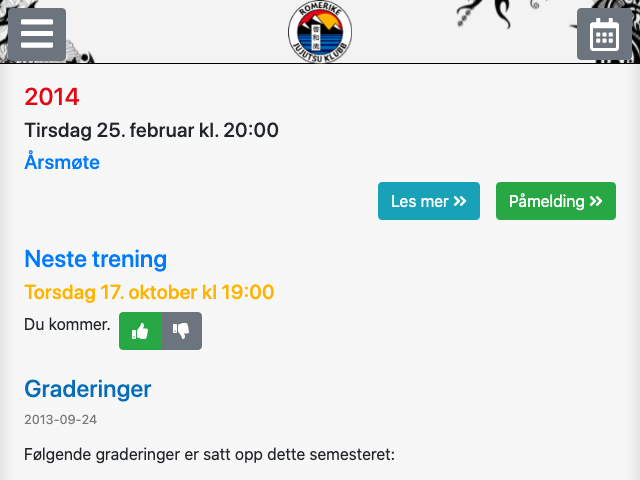 ROMERIKE
JUJUTSU KLUBB
2014
Tirsdag 25. februar kl. 20:00
Årsmøte
Les mer
Påmelding
Neste trening
Torsdag 17. oktober kl 19:00
Du kommer.
Graderinger
2013-09-24
Følgende graderinger er satt opp dette semesteret: